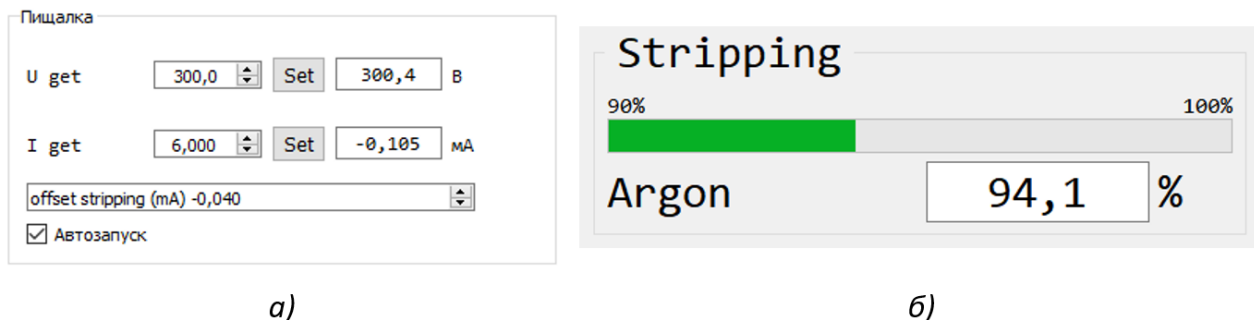 Пищалка
U get 300,0 Set 300,4 В
I get 6,000 Set -0,105 мА
offset stripping (mA) -0,040
Автозапуск
а)
Stripping
90% 100%
Argon 94,1 %
б)